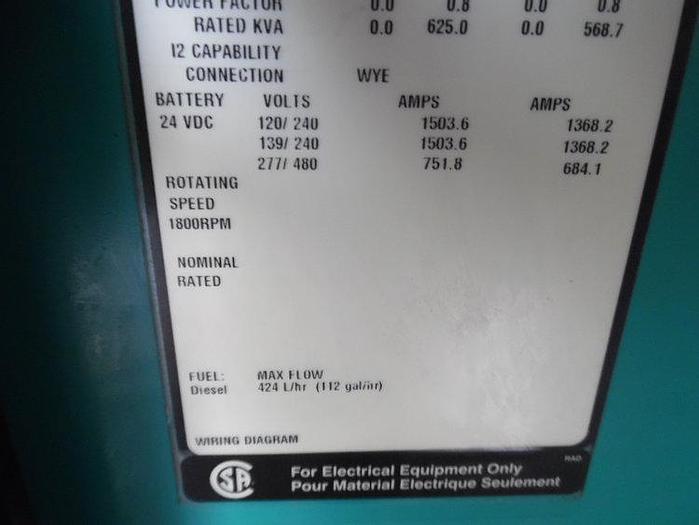 POWER FACTOR 0.0 0.8 0.0 0.8
RATED KVA 0.0 625.0 0.0 568.7
I2 CAPABILITY
CONNECTION WYE
BATTERY VOLTS AMPS AMPS
24 VDC 120/ 240 1503.6 1368.2
139/ 240 1503.6 1368.2
277/ 480 751.8 684.1
ROTATING
SPEED
1800RPM
NOMINAL
RATED
FUEL: MAX FLOW
Diesel 424 L/hr (112 gal/hr)
WIRING DIAGRAM
RAD
SA For Electrical Equipment Only
Pour Material Electrique Seulement